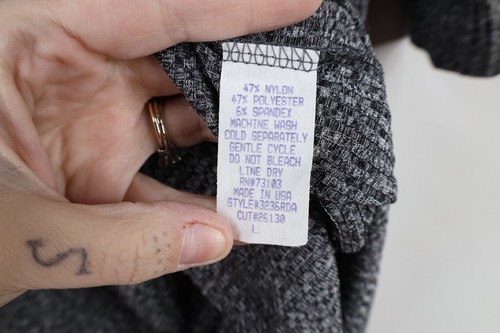 47% NYLON
47% POLYESTER
6% SPANDEX
MACHINE WASH
COLD SEPARATELY
GENTLE CYCLE
DO NOT BLEACH
LINE DRY
RN#73103
MADE IN USA
STYLE#3236RDA
CUT#26130
L